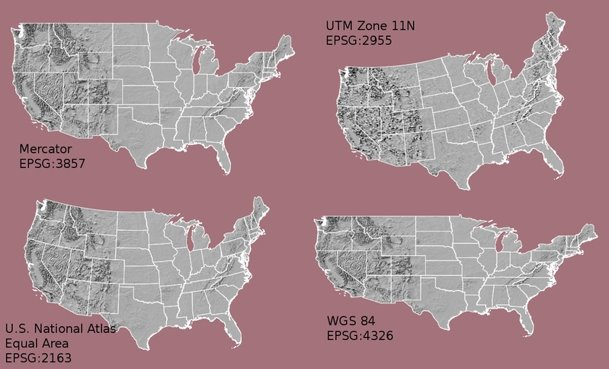 Mercator
EPSG:3857
UTM Zone 11N
EPSG:2955
U.S. National Atlas
Equal Area
EPSG:2163
WGS 84
EPSG:4326